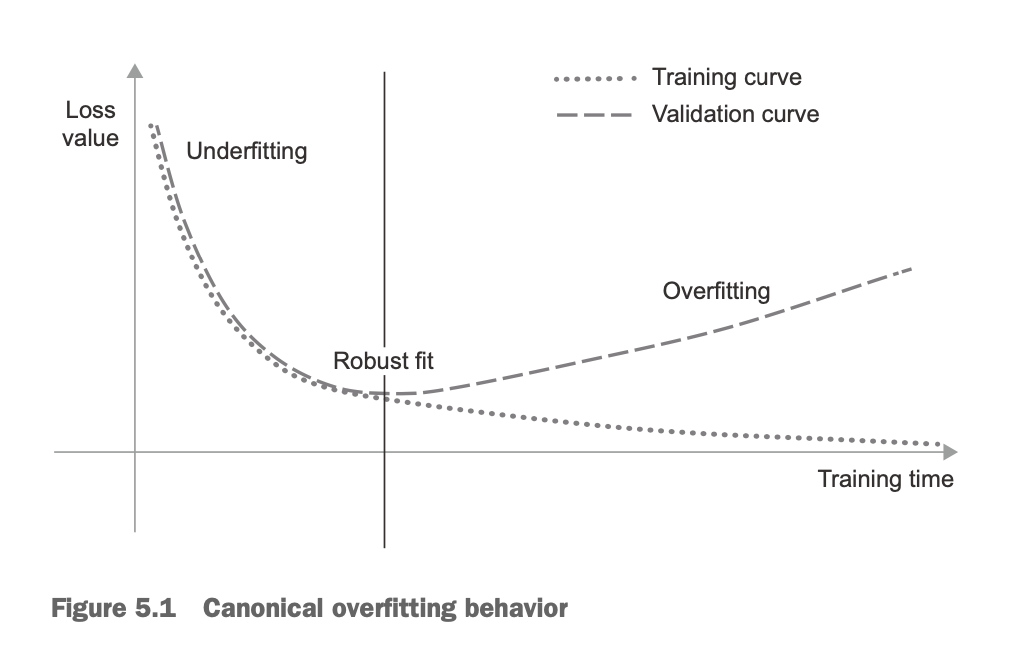 Loss
value
Training curve
Validation curve
Underfitting
Overfitting
Robust fit
Training time
Figure 5.1 Canonical overfitting behavior